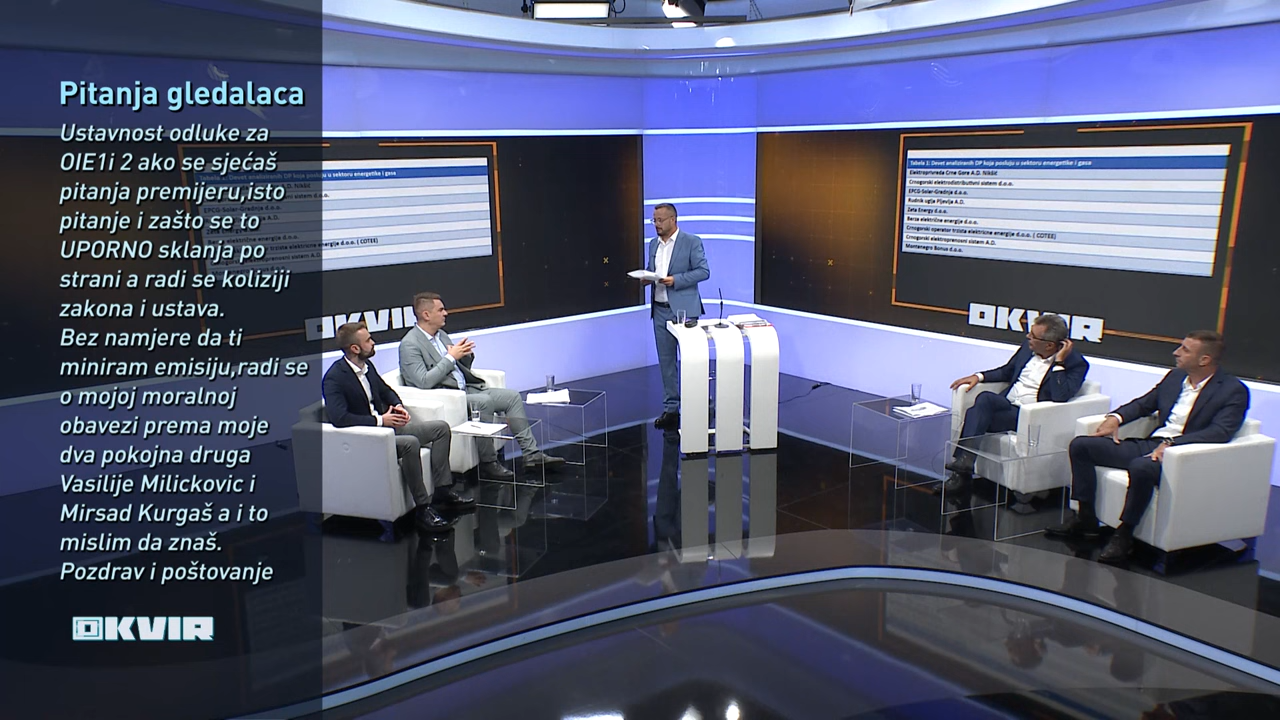 Pitanja gledalaca
Ustavnost odluke za
OIE1i 2 ako se sjećaš
pitanja premijeru,isto
pitanje i zašto se to
UPORNO sklanja po
strani a radi se koliziji
zakona i ustava.
Bez namjere da ti
miniram emisiju,radi se
o mojoj moralnoj
obavezi prema moje
dva pokojna druga
Vasilije Milickovic i
Mirsad Kurgaš a i to
mislim da znaš.
Pozdrav i poštovanje
OKVIR
OKVIR
Tabela 1: Devet analiziranih DP koja posluju u sektoru energetike i gasa
Elektroprivreda Crne Gore A.D. Nikšić
Crnogorski elektrodistributivni sistem d.o.o.
EPCG-Solar-Gradnja d.o.o.
Rudnik uglja Pljevlja A.D.
Zeta Energy d.o.o.
Berza električne energije d.o.o.
Crnogorski operator trzista elektricne energije d.o.o. ( COTEE)
Crnogorski elektroprenosni sistem A.D.
Montenegro Bonus d.o.o.
OKVIR